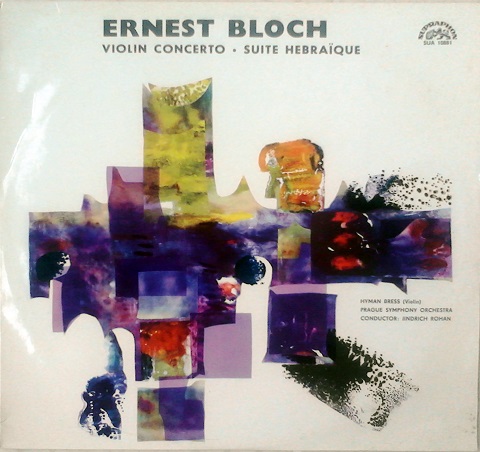 ERNEST BLOCH
VIOLIN CONCERTO • SUITE HEBRAÏQUE
SUPRAPHON
SUA 10881
HYMAN BRESS (Violin)
PRAGUE SYMPHONY ORCHESTRA
CONDUCTOR: JINDRICH ROHAN